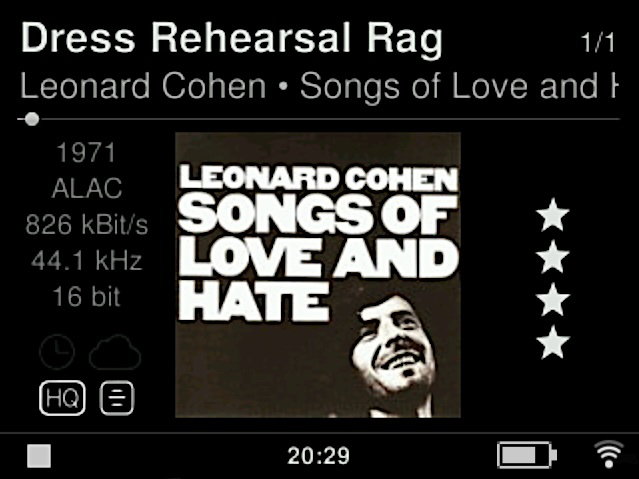 Dress Rehearsal Rag
1/1
Leonard Cohen • Songs of Love and H
1971
ALAC
826 kBit/s
44.1 kHz
16 bit
HQ
LEONARD COHEN
SONGS OF
LOVE AND
HATE
20:29